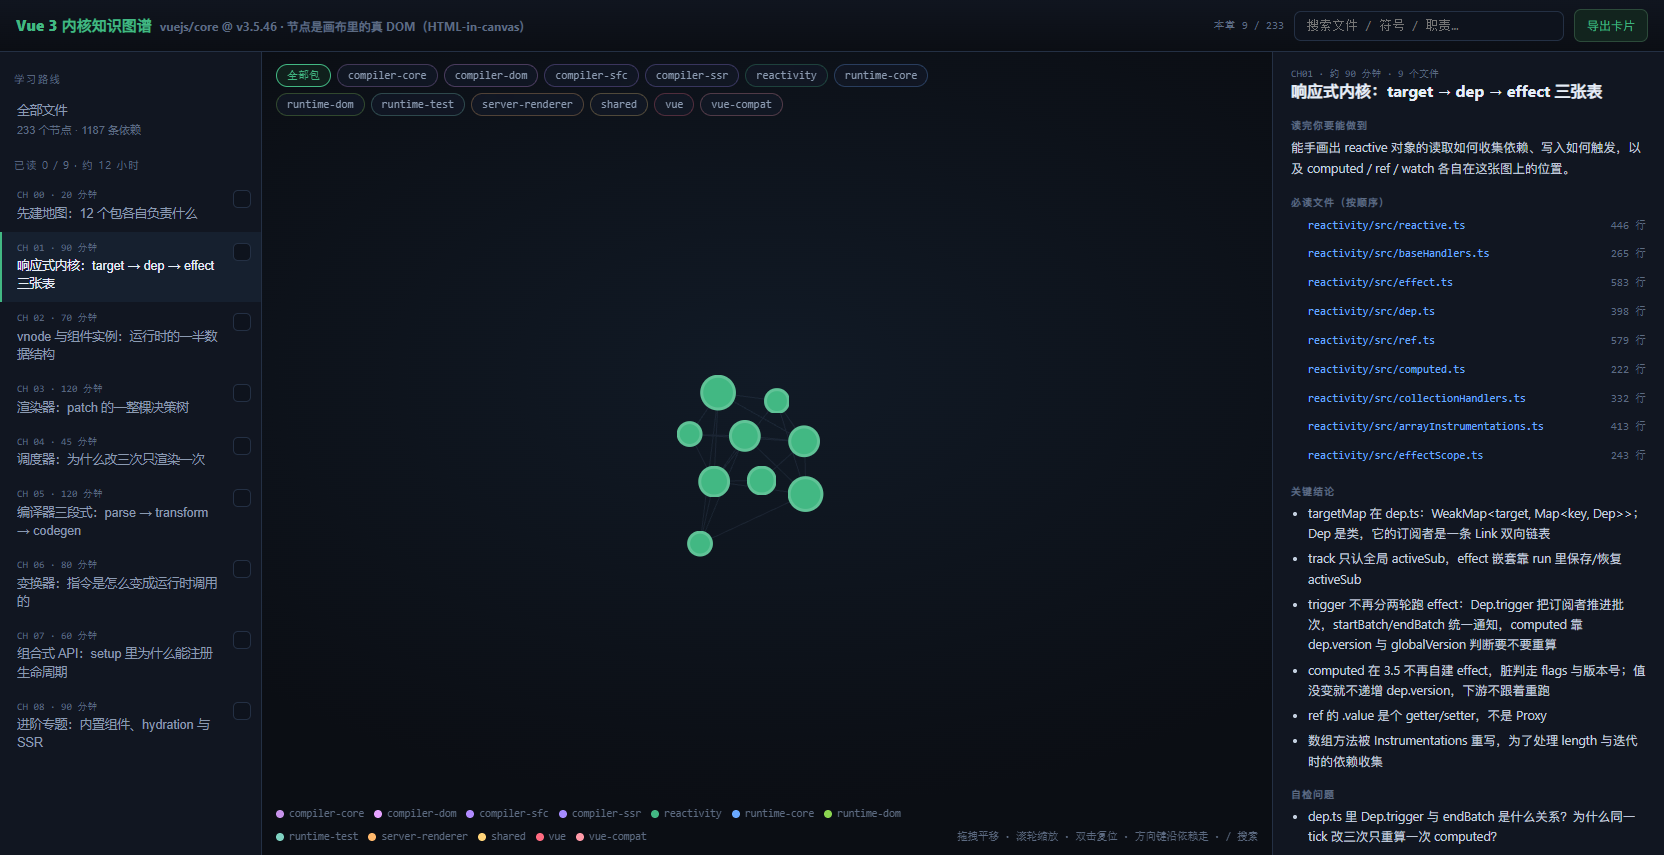 Vue 3 内核知识图谱 vuejs/core @ v3.5.46 · 节点是画布里的真 DOM（HTML-in-canvas）
本章 9 / 233
搜索文件 / 符号 / 职责…
导出卡片
学习路线
全部文件
233 个节点 · 1187 条依赖
已读 0 / 9 · 约 12 小时
CH 00 · 20 分钟
先建地图：12 个包各自负责什么
CH 01 · 90 分钟
响应式内核：target → dep → effect
三张表
CH 02 · 70 分钟
vnode 与组件实例：运行时的一半数
据结构
CH 03 · 120 分钟
渲染器：patch 的一整棵决策树
CH 04 · 45 分钟
调度器：为什么改三次只渲染一次
CH 05 · 120 分钟
编译器三段式：parse → transform
→ codegen
CH 06 · 80 分钟
变换器：指令是怎么变成运行时调用
的
CH 07 · 60 分钟
组合式 API：setup 里为什么能注册
生命周期
CH 08 · 90 分钟
进阶专题：内置组件、hydration 与
SSR
全部包 compiler-core compiler-dom compiler-sfc compiler-ssr reactivity runtime-core
runtime-dom runtime-test server-renderer shared vue vue-compat
compiler-core compiler-dom compiler-sfc compiler-ssr reactivity runtime-core runtime-dom
runtime-test server-renderer shared vue vue-compat
拖拽平移 · 滚轮缩放 · 双击复位 · 方向键沿依赖走 · / 搜索
CH01 · 约 90 分钟 · 9 个文件
响应式内核：target → dep → effect 三张表
读完你要能做到
能手画出 reactive 对象的读取如何收集依赖、写入如何触发，以
及 computed / ref / watch 各自在这张图上的位置。
必读文件（按顺序）
reactivity/src/reactive.ts 446 行
reactivity/src/baseHandlers.ts 265 行
reactivity/src/effect.ts 583 行
reactivity/src/dep.ts 398 行
reactivity/src/ref.ts 579 行
reactivity/src/computed.ts 222 行
reactivity/src/collectionHandlers.ts 332 行
reactivity/src/arrayInstrumentations.ts 413 行
reactivity/src/effectScope.ts 243 行
关键结论
• targetMap 在 dep.ts：WeakMap<target, Map<key, Dep>>；
Dep 是类，它的订阅者是一条 Link 双向链表
• track 只认全局 activeSub，effect 嵌套靠 run 里保存/恢复
activeSub
• trigger 不再分两轮跑 effect：Dep.trigger 把订阅者推进批
次，startBatch/endBatch 统一通知，computed 靠
dep.version 与 globalVersion 判断要不要重算
• computed 在 3.5 不再自建 effect，脏判走 flags 与版本号；值
没变就不递增 dep.version，下游不跟着重跑
• ref 的 .value 是个 getter/setter，不是 Proxy
• 数组方法被 Instrumentations 重写，为了处理 length 与迭代
时的依赖收集
自检问题
• dep.ts 里 Dep.trigger 与 endBatch 是什么关系？为什么同一
tick 改三次只重算一次 computed？